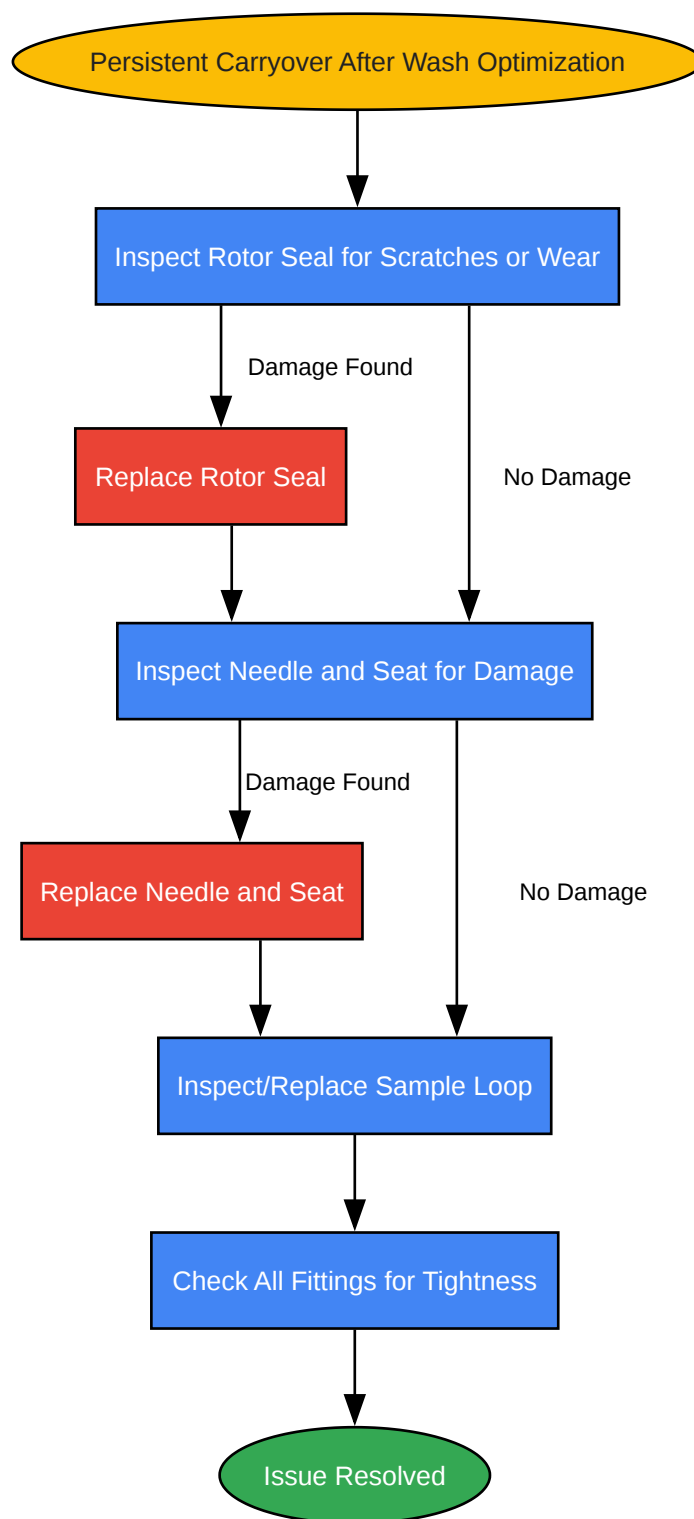 Persistent Carryover After Wash Optimization
Inspect Rotor Seal for Scratches or Wear
Damage Found
Replace Rotor Seal
No Damage
Inspect Needle and Seat for Damage
Damage Found
Replace Needle and Seat
No Damage
Inspect/Replace Sample Loop
Check All Fittings for Tightness
Issue Resolved